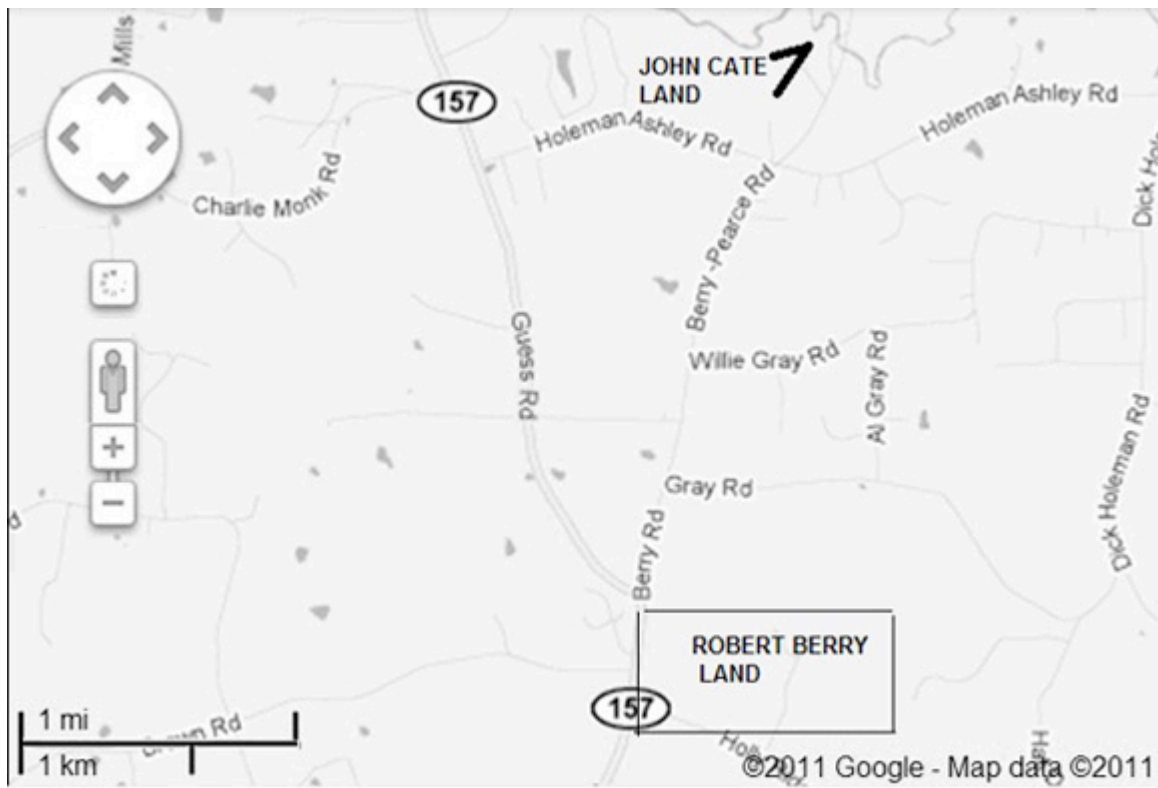 Mills
JOHN CATE
LAND
157
Holeman Ashley Rd
Holeman Ashley Rd
Charlie Monk Rd
Berry-Pearce Rd
Guess Rd
Willie Gray Rd
Al Gray Rd
Gray Rd
Dick Holeman Rd
Berry Rd
ROBERT BERRY
LAND
157
1 mi
1 km
Rd
©2011 Google - Map data ©2011